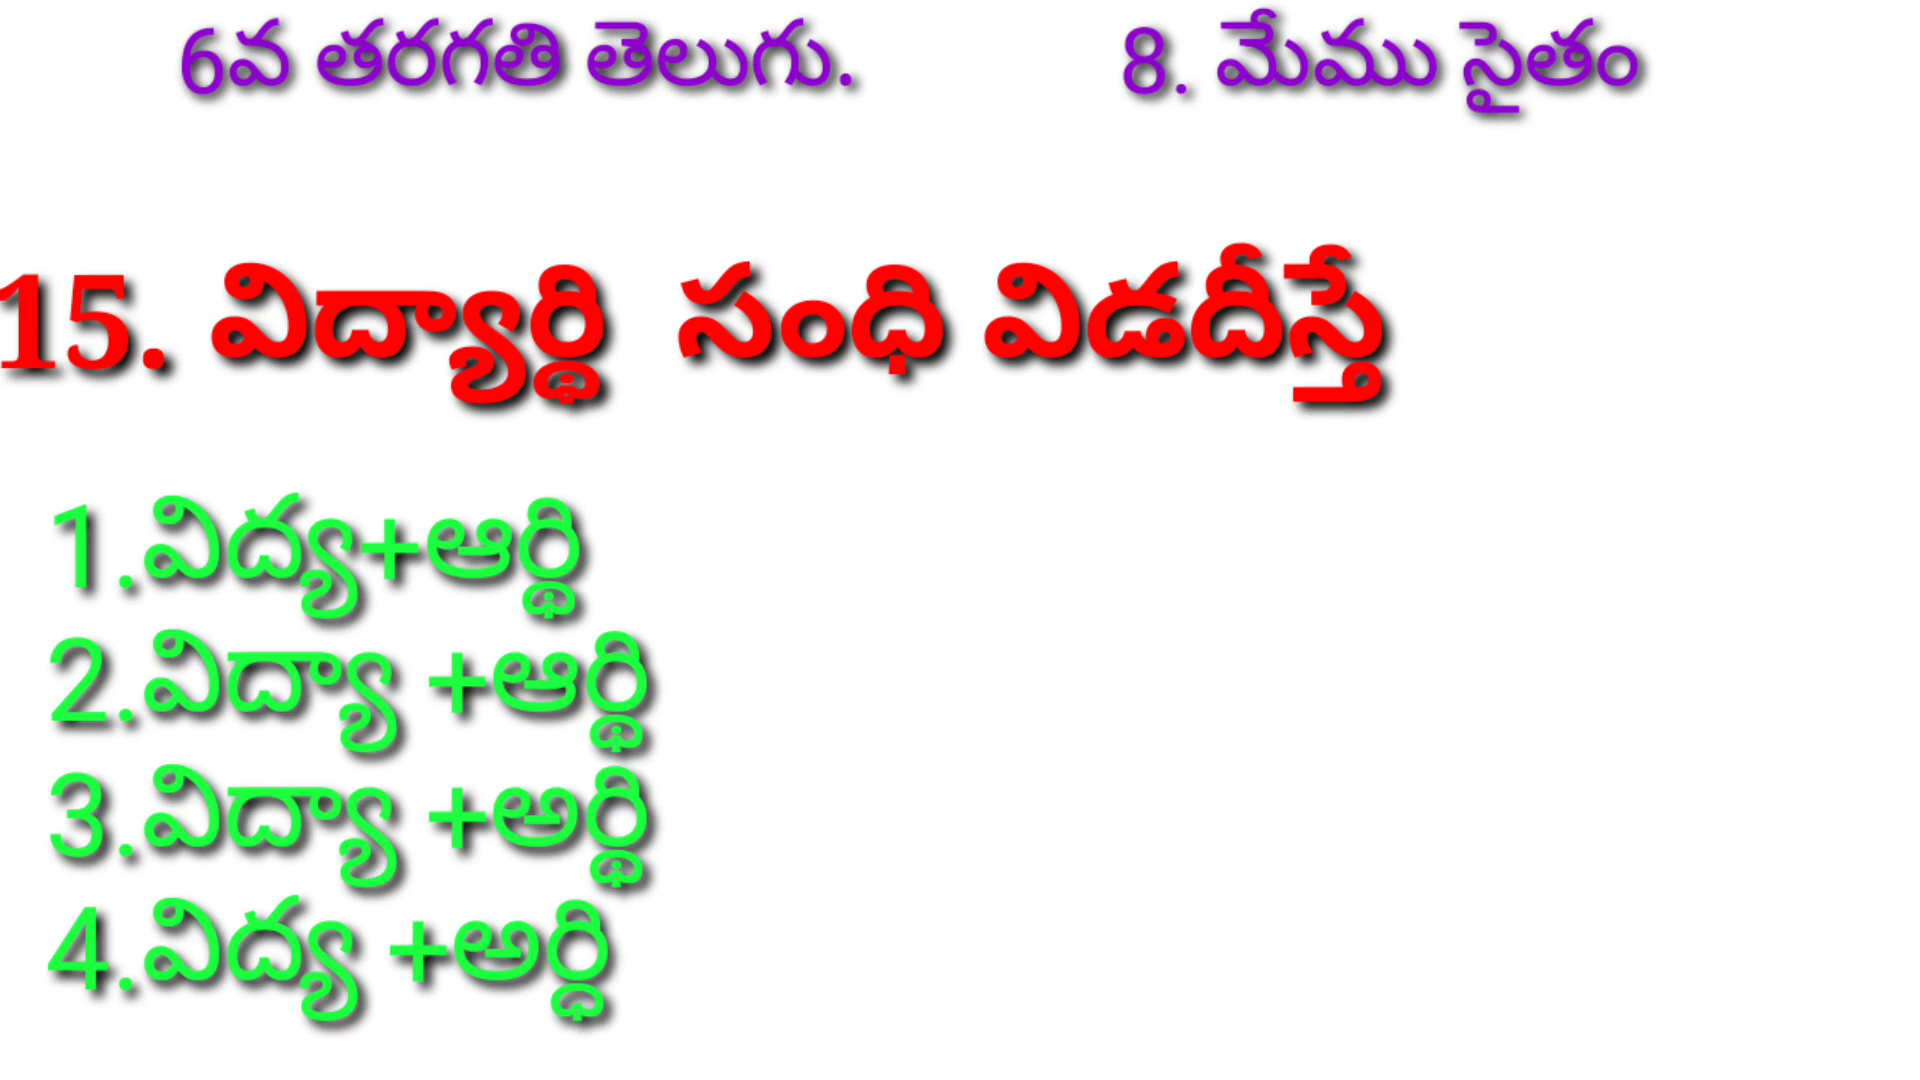 6వ తరగతి తెలుగు. 8. మేము సైతం
15. విద్యార్థి సంధి విడదీస్తే
1.విద్య+ఆర్థి
2.విద్యా +ఆర్థి
3.విద్యా +అర్థి
4.విద్య +అర్ధి